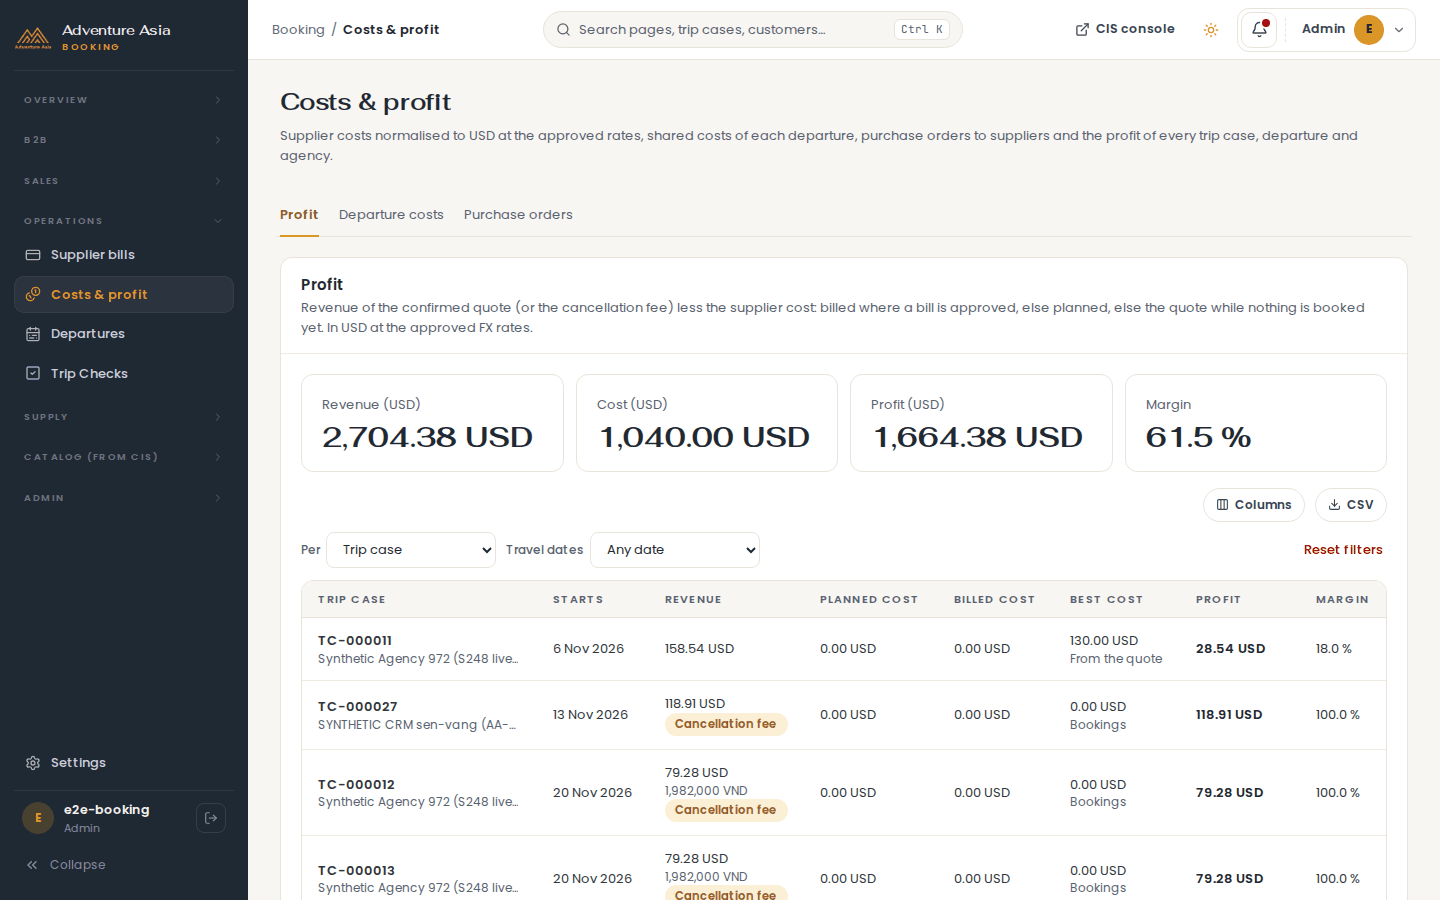 Adventure Asia
BOOKING
Adventure Asia
OVERVIEW
B2B
SALES
OPERATIONS
Supplier bills
Costs & profit
Departures
Trip Checks
SUPPLY
CATALOG (FROM CIS)
ADMIN
Settings
E
e2e-booking
Admin
Collapse
Booking / Costs & profit
Search pages, trip cases, customers...
Ctrl K
CIS console
Admin
E
Costs & profit
Supplier costs normalised to USD at the approved rates, shared costs of each departure, purchase orders to suppliers and the profit of every trip case, departure and
agency.
Profit
Departure costs
Purchase orders
Profit
Revenue of the confirmed quote (or the cancellation fee) less the supplier cost: billed where a bill is approved, else planned, else the quote while nothing is booked
yet. In USD at the approved FX rates.
Revenue (USD)
2,704.38 USD
Cost (USD)
1,040.00 USD
Profit (USD)
1,664.38 USD
Margin
61.5 %
Columns
CSV
Per
Trip case
Travel dates
Any date
Reset filters
TRIP CASE STARTS REVENUE PLANNED COST BILLED COST BEST COST PROFIT MARGIN
TC-000011
Synthetic Agency 972 (S248 live...
6 Nov 2026
158.54 USD
0.00 USD
0.00 USD
130.00 USD
From the quote
28.54 USD
18.0 %
TC-000027
SYNTHETIC CRM sen-vang (AA-...
13 Nov 2026
118.91 USD
Cancellation fee
0.00 USD
0.00 USD
0.00 USD
Bookings
118.91 USD
100.0 %
TC-000012
Synthetic Agency 972 (S248 live...
20 Nov 2026
79.28 USD
1,982,000 VND
Cancellation fee
0.00 USD
0.00 USD
0.00 USD
Bookings
79.28 USD
100.0 %
TC-000013
Synthetic Agency 972 (S248 live...
20 Nov 2026
79.28 USD
1,982,000 VND
Cancellation fee
0.00 USD
0.00 USD
0.00 USD
Bookings
79.28 USD
100.0 %